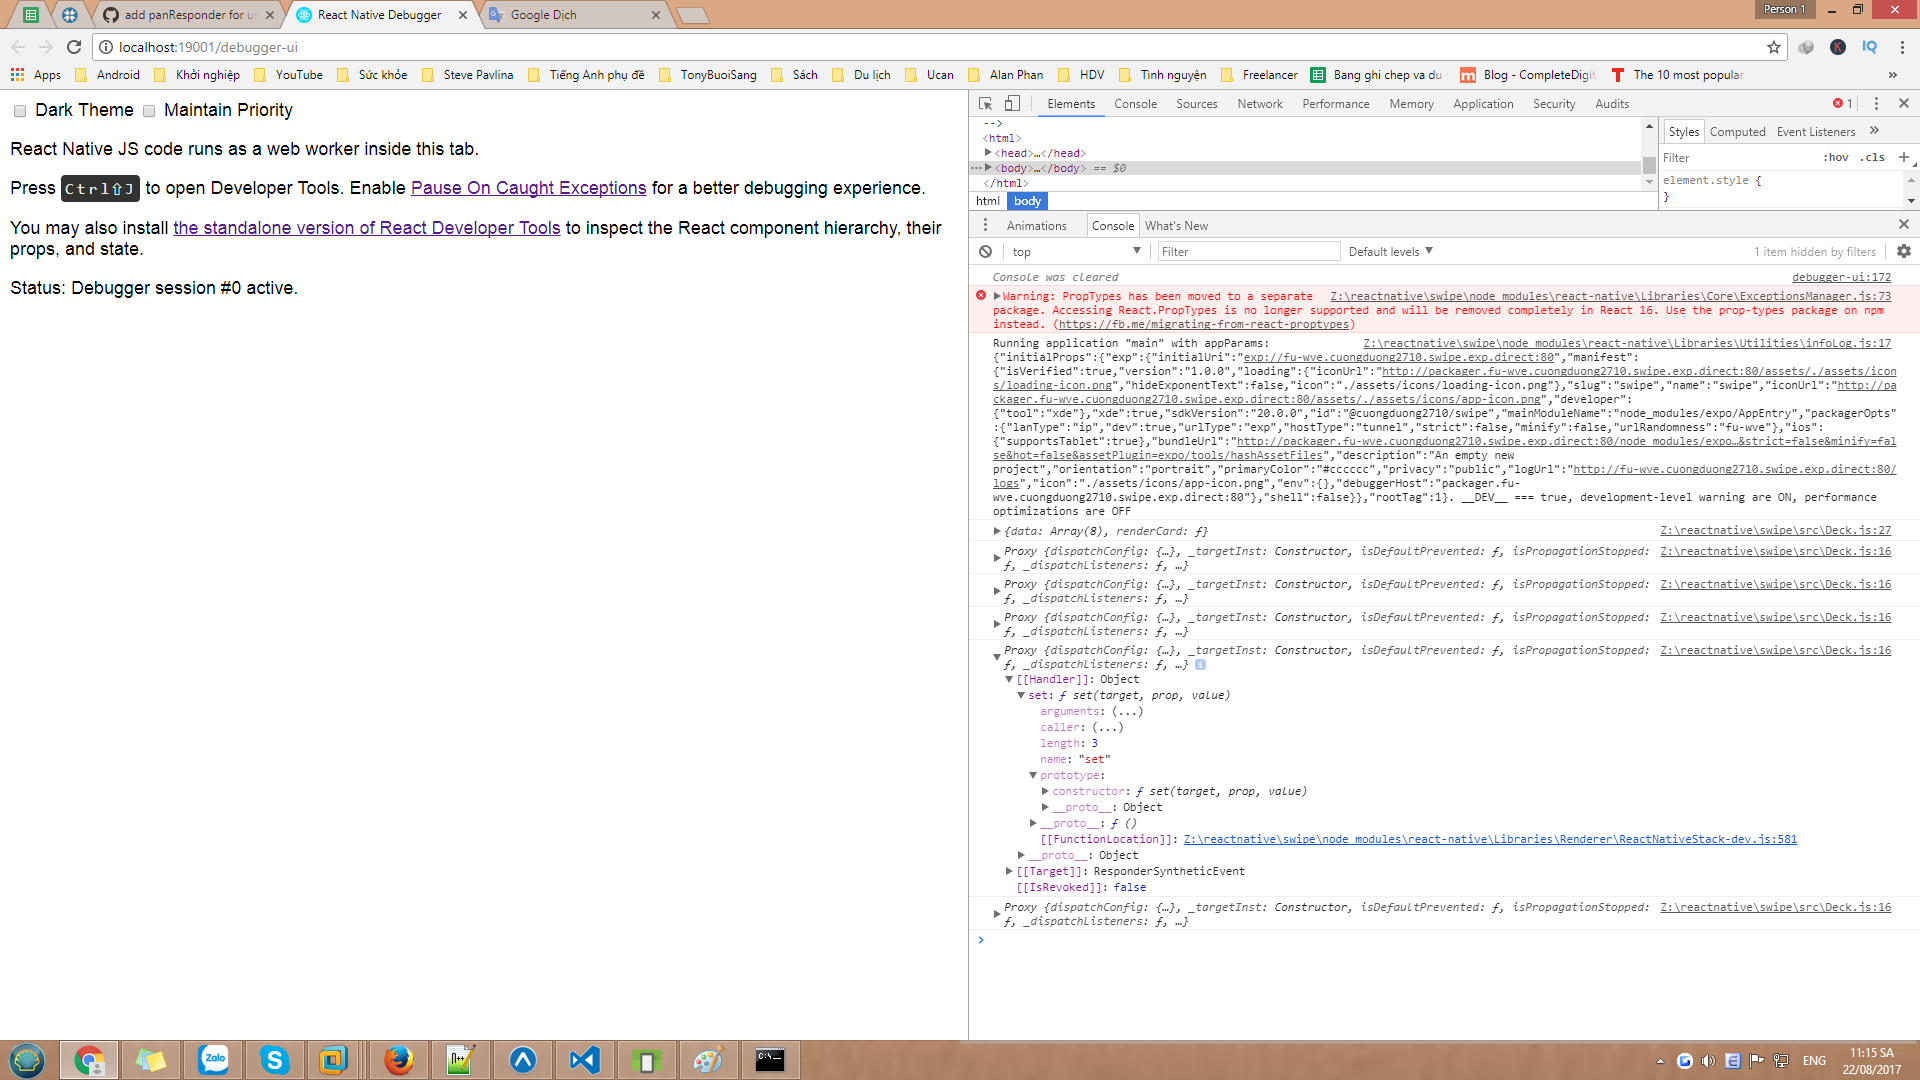 add panResponder for us
React Native Debugger
Google Dịch
Person 1
localhost:19001/debugger-ui
Apps
Android
Khởi nghiệp
YouTube
Sức khỏe
Steve Pavlina
Tiếng Anh phụ đề
TonyBuoiSang
Sách
Du lịch
Ucan
Alan Phan
HDV
Tình nguyện
Freelancer
Bang ghi chep va du
Blog - CompleteDigit
The 10 most popular
»
Dark Theme
Maintain Priority
React Native JS code runs as a web worker inside this tab.
Press Ctrl⇧J to open Developer Tools. Enable Pause On Caught Exceptions for a better debugging experience.
You may also install the standalone version of React Developer Tools to inspect the React component hierarchy, their
props, and state.
Status: Debugger session #0 active.
Elements Console Sources Network Performance Memory Application Security Audits
1
-->
<html>
<head>…</head>
<body>…</body> == $0
</html>
html body
Styles Computed Event Listeners »
Filter :hov .cls +
element.style {
}
Animations Console What's New
top Filter Default levels ▼ 1 item hidden by filters
Console was cleared debugger-ui:172
Warning: PropTypes has been moved to a separate Z:\reactnative\swipe\node_modules\react-native\Libraries\Core\ExceptionsManager.js:73
package. Accessing React.PropTypes is no longer supported and will be removed completely in React 16. Use the prop-types package on npm
instead. (https://fb.me/migrating-from-react-proptypes)
Running application "main" with appParams: Z:\reactnative\swipe\node_modules\react-native\Libraries\Utilities\infoLog.js:17
{"initialProps":{"exp":{"initialUri":"exp://fu-wve.cuongduong2710.swipe.exp.direct:80","manifest":
{"isVerified":true,"version":"1.0.0","loading":{"iconUrl":"http://packager.fu-wve.cuongduong2710.swipe.exp.direct:80/assets/./assets/icon
s/loading-icon.png","hideExponentText":false,"icon":"./assets/icons/loading-icon.png"},"slug":"swipe","name":"swipe","iconUrl":"http://pa
ckager.fu-wve.cuongduong2710.swipe.exp.direct:80/assets/./assets/icons/app-icon.png","developer":
{"tool":"xde"},"xde":true,"sdkVersion":"20.0.0","id":"@cuongduong2710/swipe","mainModuleName":"node_modules/expo/AppEntry","packagerOpts"
:{"lanType":"ip","dev":true,"urlType":"exp","hostType":"tunnel","strict":false,"minify":false,"urlRandomness":"fu-wve"},"ios":
{"supportsTablet":true},"bundleUrl":"http://packager.fu-wve.cuongduong2710.swipe.exp.direct:80/node_modules/expo…&strict=false&minify=fal
se&hot=false&assetPlugin=expo/tools/hashAssetFiles","description":"An empty new
project","orientation":"portrait","primaryColor":"#cccccc","privacy":"public","logUrl":"http://fu-wve.cuongduong2710.swipe.exp.direct:80/
logs","icon":"./assets/icons/app-icon.png","env":{},"debuggerHost":"packager.fu-
wve.cuongduong2710.swipe.exp.direct:80"},"shell":false}},"rootTag":1}. __DEV__ === true, development-level warning are ON, performance
optimizations are OFF
{data: Array(8), renderCard: ƒ} Z:\reactnative\swipe\src\Deck.js:27
Proxy {dispatchConfig: {…}, _targetInst: Constructor, isDefaultPrevented: ƒ, isPropagationStopped: Z:\reactnative\swipe\src\Deck.js:16
ƒ, _dispatchListeners: ƒ, …}
Proxy {dispatchConfig: {…}, _targetInst: Constructor, isDefaultPrevented: ƒ, isPropagationStopped: Z:\reactnative\swipe\src\Deck.js:16
ƒ, _dispatchListeners: ƒ, …}
Proxy {dispatchConfig: {…}, _targetInst: Constructor, isDefaultPrevented: ƒ, isPropagationStopped: Z:\reactnative\swipe\src\Deck.js:16
ƒ, _dispatchListeners: ƒ, …}
Proxy {dispatchConfig: {…}, _targetInst: Constructor, isDefaultPrevented: ƒ, isPropagationStopped: Z:\reactnative\swipe\src\Deck.js:16
ƒ, _dispatchListeners: ƒ, …}
[[Handler]]: Object
set: ƒ set(target, prop, value)
arguments: (...)
caller: (...)
length: 3
name: "set"
prototype:
constructor: ƒ set(target, prop, value)
__proto__: Object
__proto__: ƒ ()
[[FunctionLocation]]: Z:\reactnative\swipe\node_modules\react-native\Libraries\Renderer\ReactNativeStack-dev.js:581
__proto__: Object
[[Target]]: ResponderSyntheticEvent
[[IsRevoked]]: false
Proxy {dispatchConfig: {…}, _targetInst: Constructor, isDefaultPrevented: ƒ, isPropagationStopped: Z:\reactnative\swipe\src\Deck.js:16
ƒ, _dispatchListeners: ƒ, …}
Zalo
ENG
11:15 SA
22/08/2017